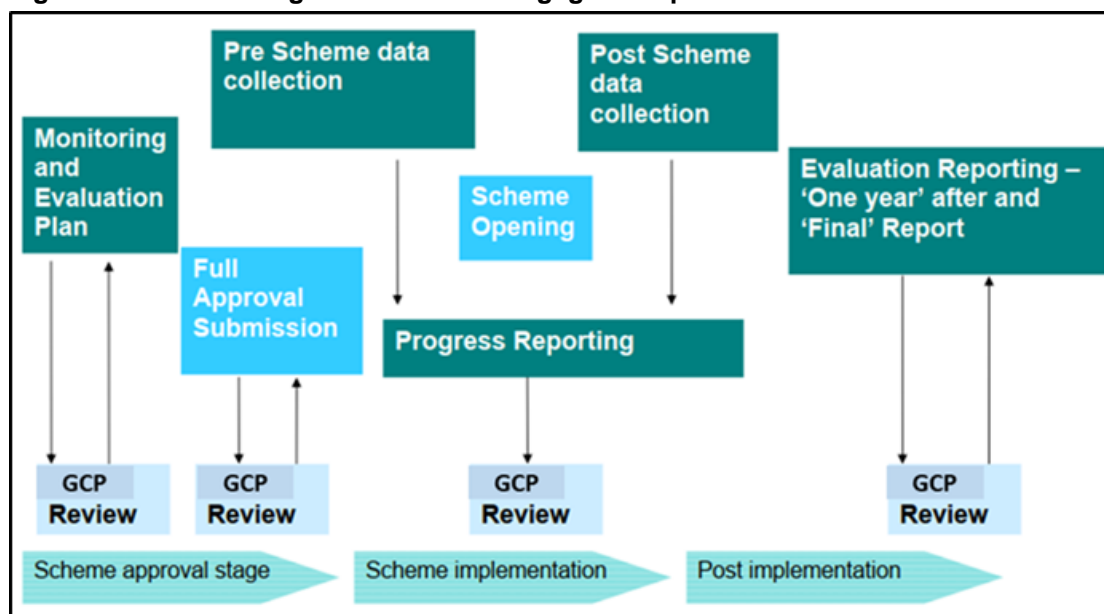 Pre Scheme data
collection
Post Scheme
data
collection
Monitoring
and
Evaluation
Plan
Evaluation Reporting –
‘One year’ after and
‘Final’ Report
Scheme
Opening
Full
Approval
Submission
Progress Reporting
GCP
Review
GCP
Review
GCP
Review
GCP
Review
Scheme approval stage
Scheme implementation
Post implementation